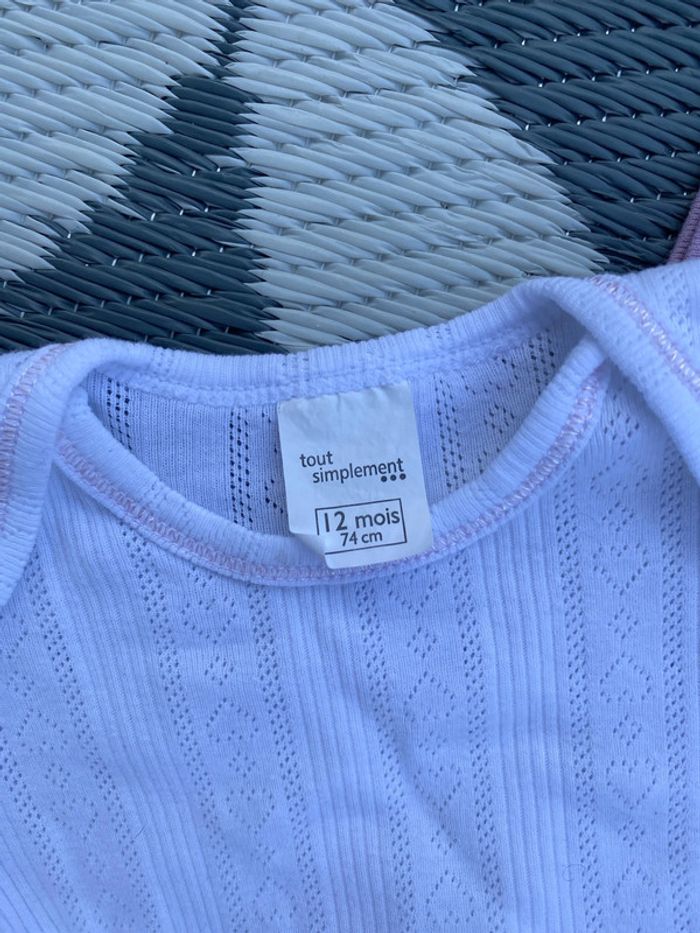 tout
simplement
12 mois
74 cm